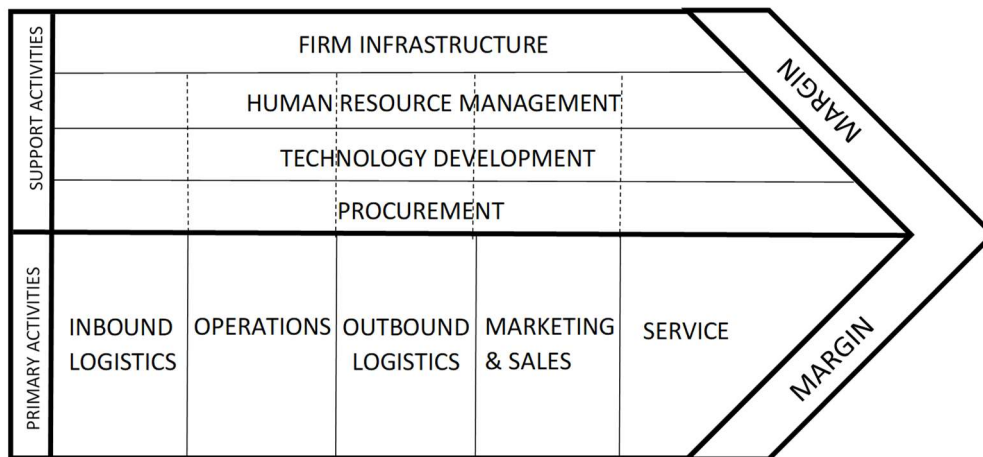 SUPPORT ACTIVITIES
FIRM INFRASTRUCTURE
HUMAN RESOURCE MANAGEMENT
TECHNOLOGY DEVELOPMENT
PROCUREMENT
MARGIN
PRIMARY ACTIVITIES
INBOUND
LOGISTICS
OPERATIONS
OUTBOUND
LOGISTICS
MARKETING
& SALES
SERVICE
MARGIN